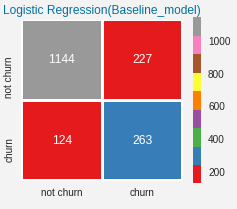 Logistic Regression(Baseline_model)
not churn
1144
227
churn
124
263
not churn
churn
1000
800
600
400
200